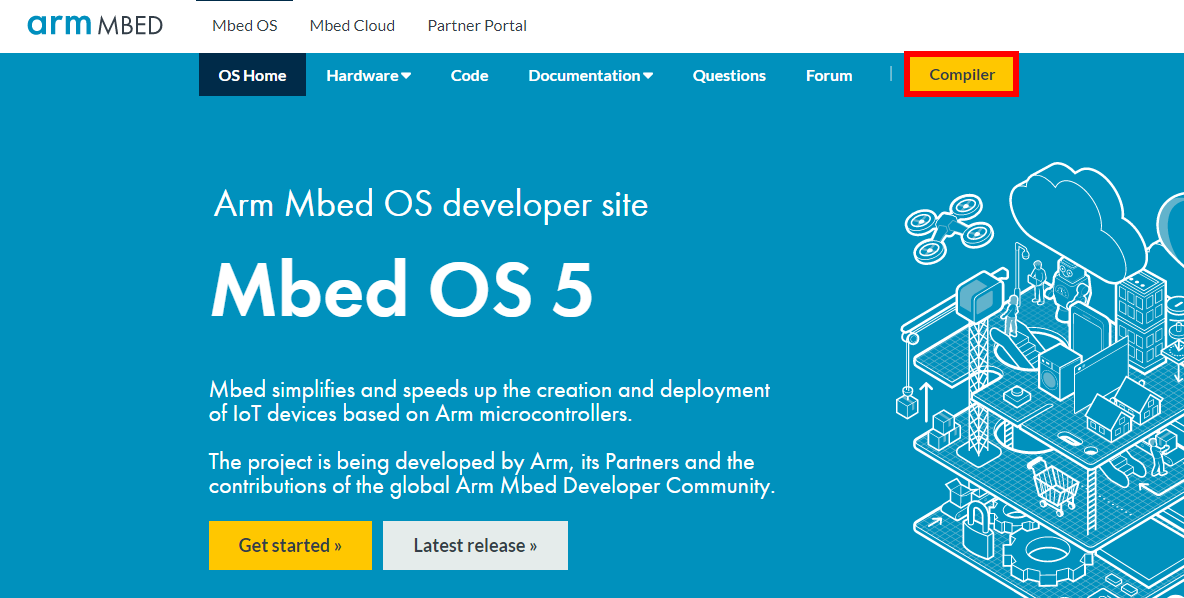 arm MBED
Mbed OS Mbed Cloud Partner Portal
OS Home Hardware Code Documentation Questions Forum | Compiler
Arm Mbed OS developer site
Mbed OS 5
Mbed simplifies and speeds up the creation and deployment
of IoT devices based on Arm microcontrollers.
The project is being developed by Arm, its Partners and the
contributions of the global Arm Mbed Developer Community.
Get started » Latest release »